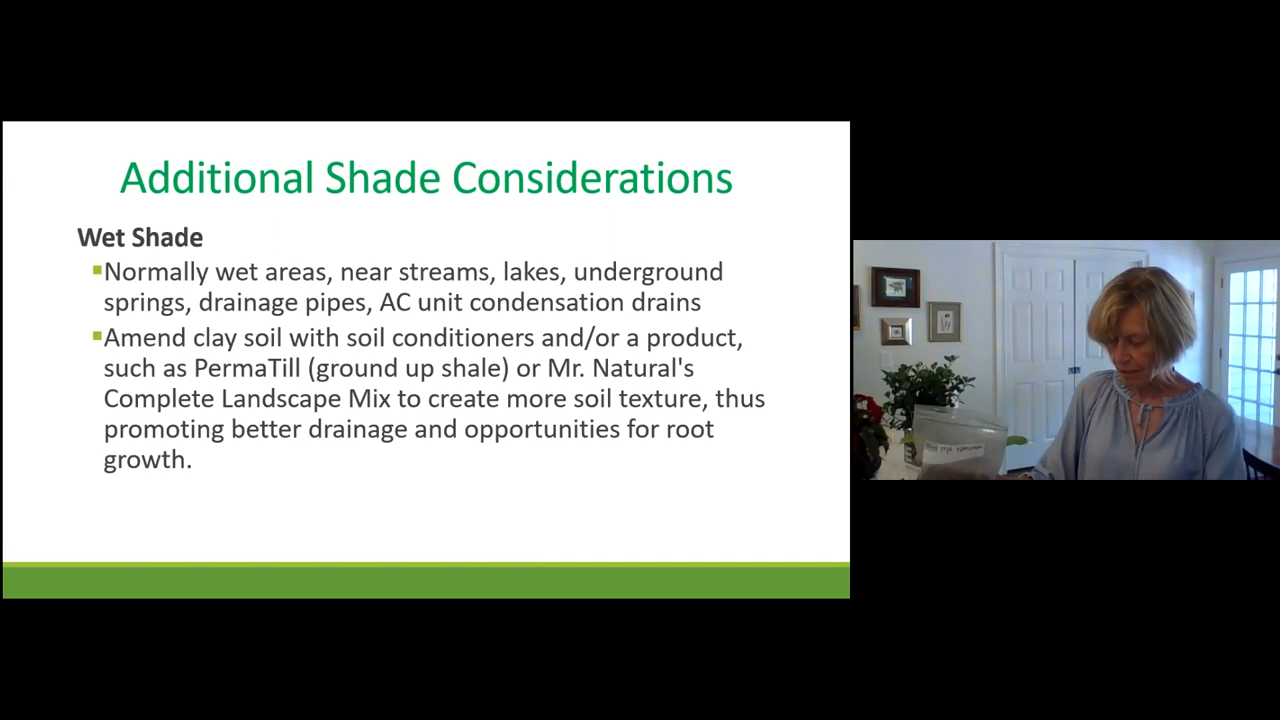 Additional Shade Considerations
Wet Shade
▪Normally wet areas, near streams, lakes, underground
springs, drainage pipes, AC unit condensation drains
▪Amend clay soil with soil conditioners and/or a product,
such as PermaTill (ground up shale) or Mr. Natural's
Complete Landscape Mix to create more soil texture, thus
promoting better drainage and opportunities for root
growth.